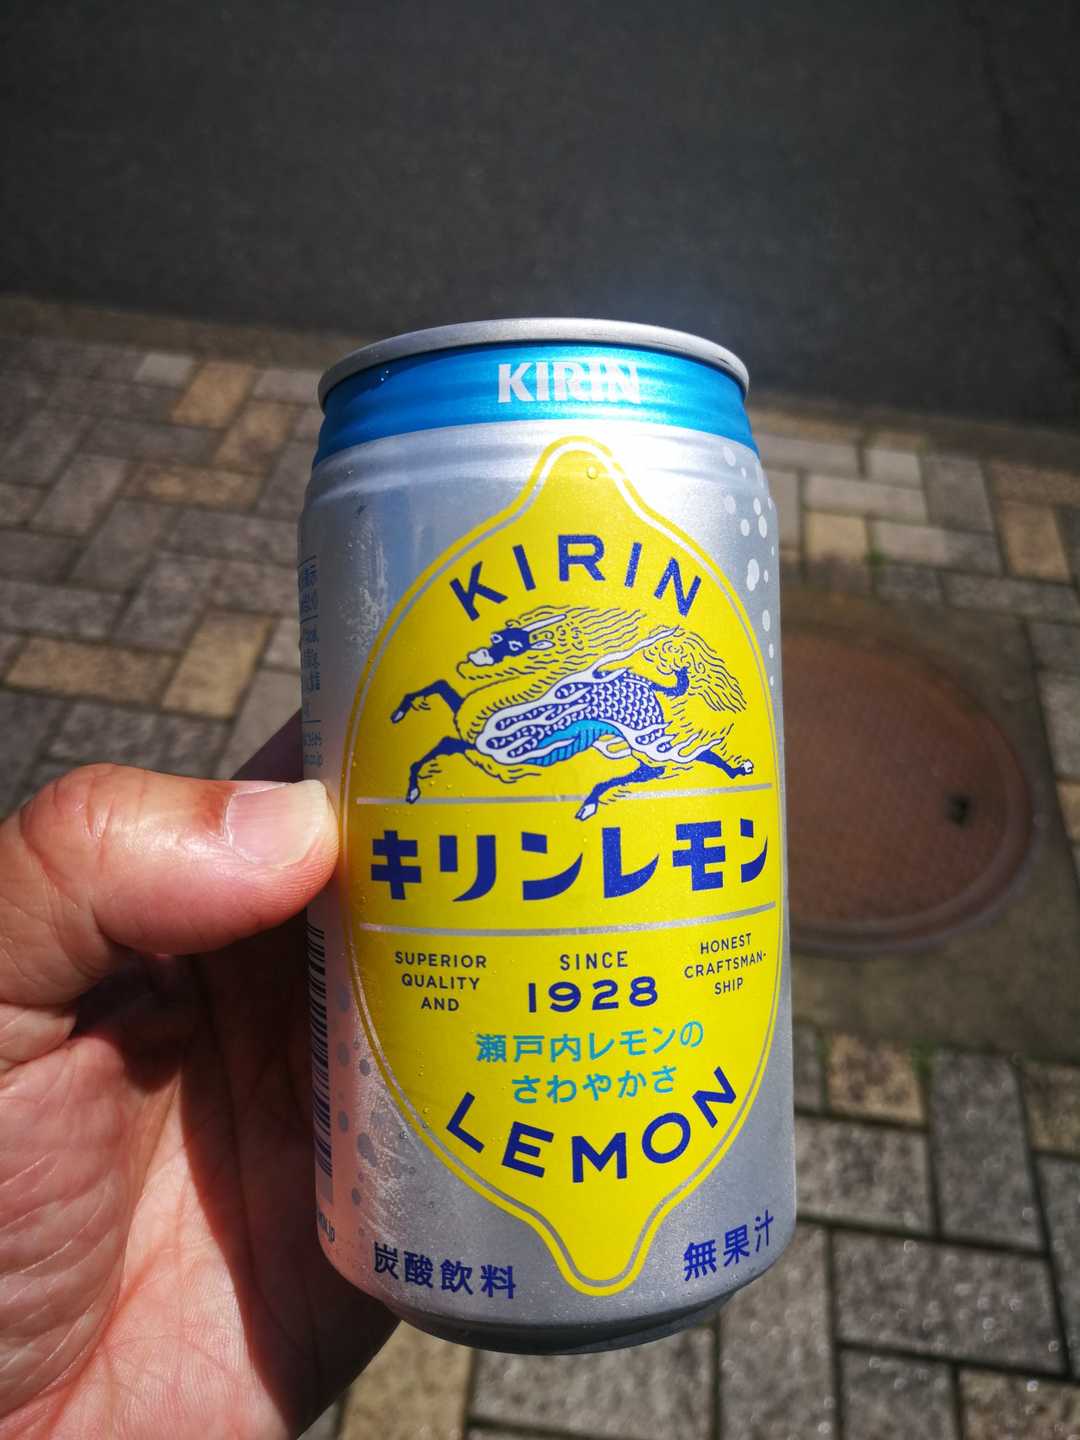 KIRIN
KIRIN
キリンレモン
SUPERIOR
QUALITY
AND
SINCE
1928
HONEST
CRAFTSMAN-
SHIP
瀬戸内レモンの
さわやかさ
LEMON
炭酸飲料
無果汁